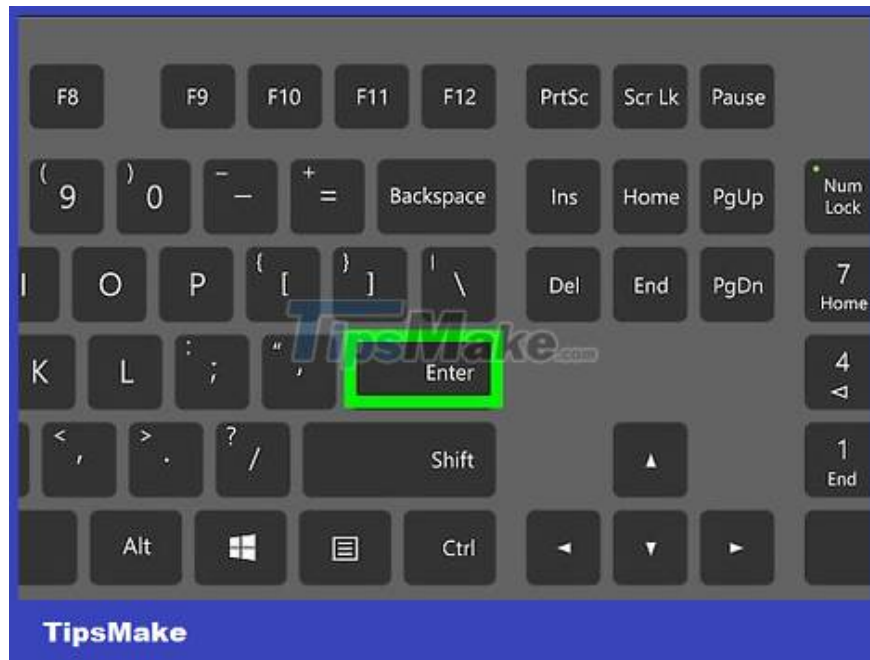 F8 F9 F10 F11 F12 PrtSc Scr Lk Pause
( ) _ +
9 0 - = Backspace Ins Home PgUp Num Lock
{ } |
I O P [ ] \ Del End PgDn 7 Home
TipsMake.com
: "
K L ; ' Enter 4
< > ?
, . / Shift 1 End
Alt Ctrl
TipsMake